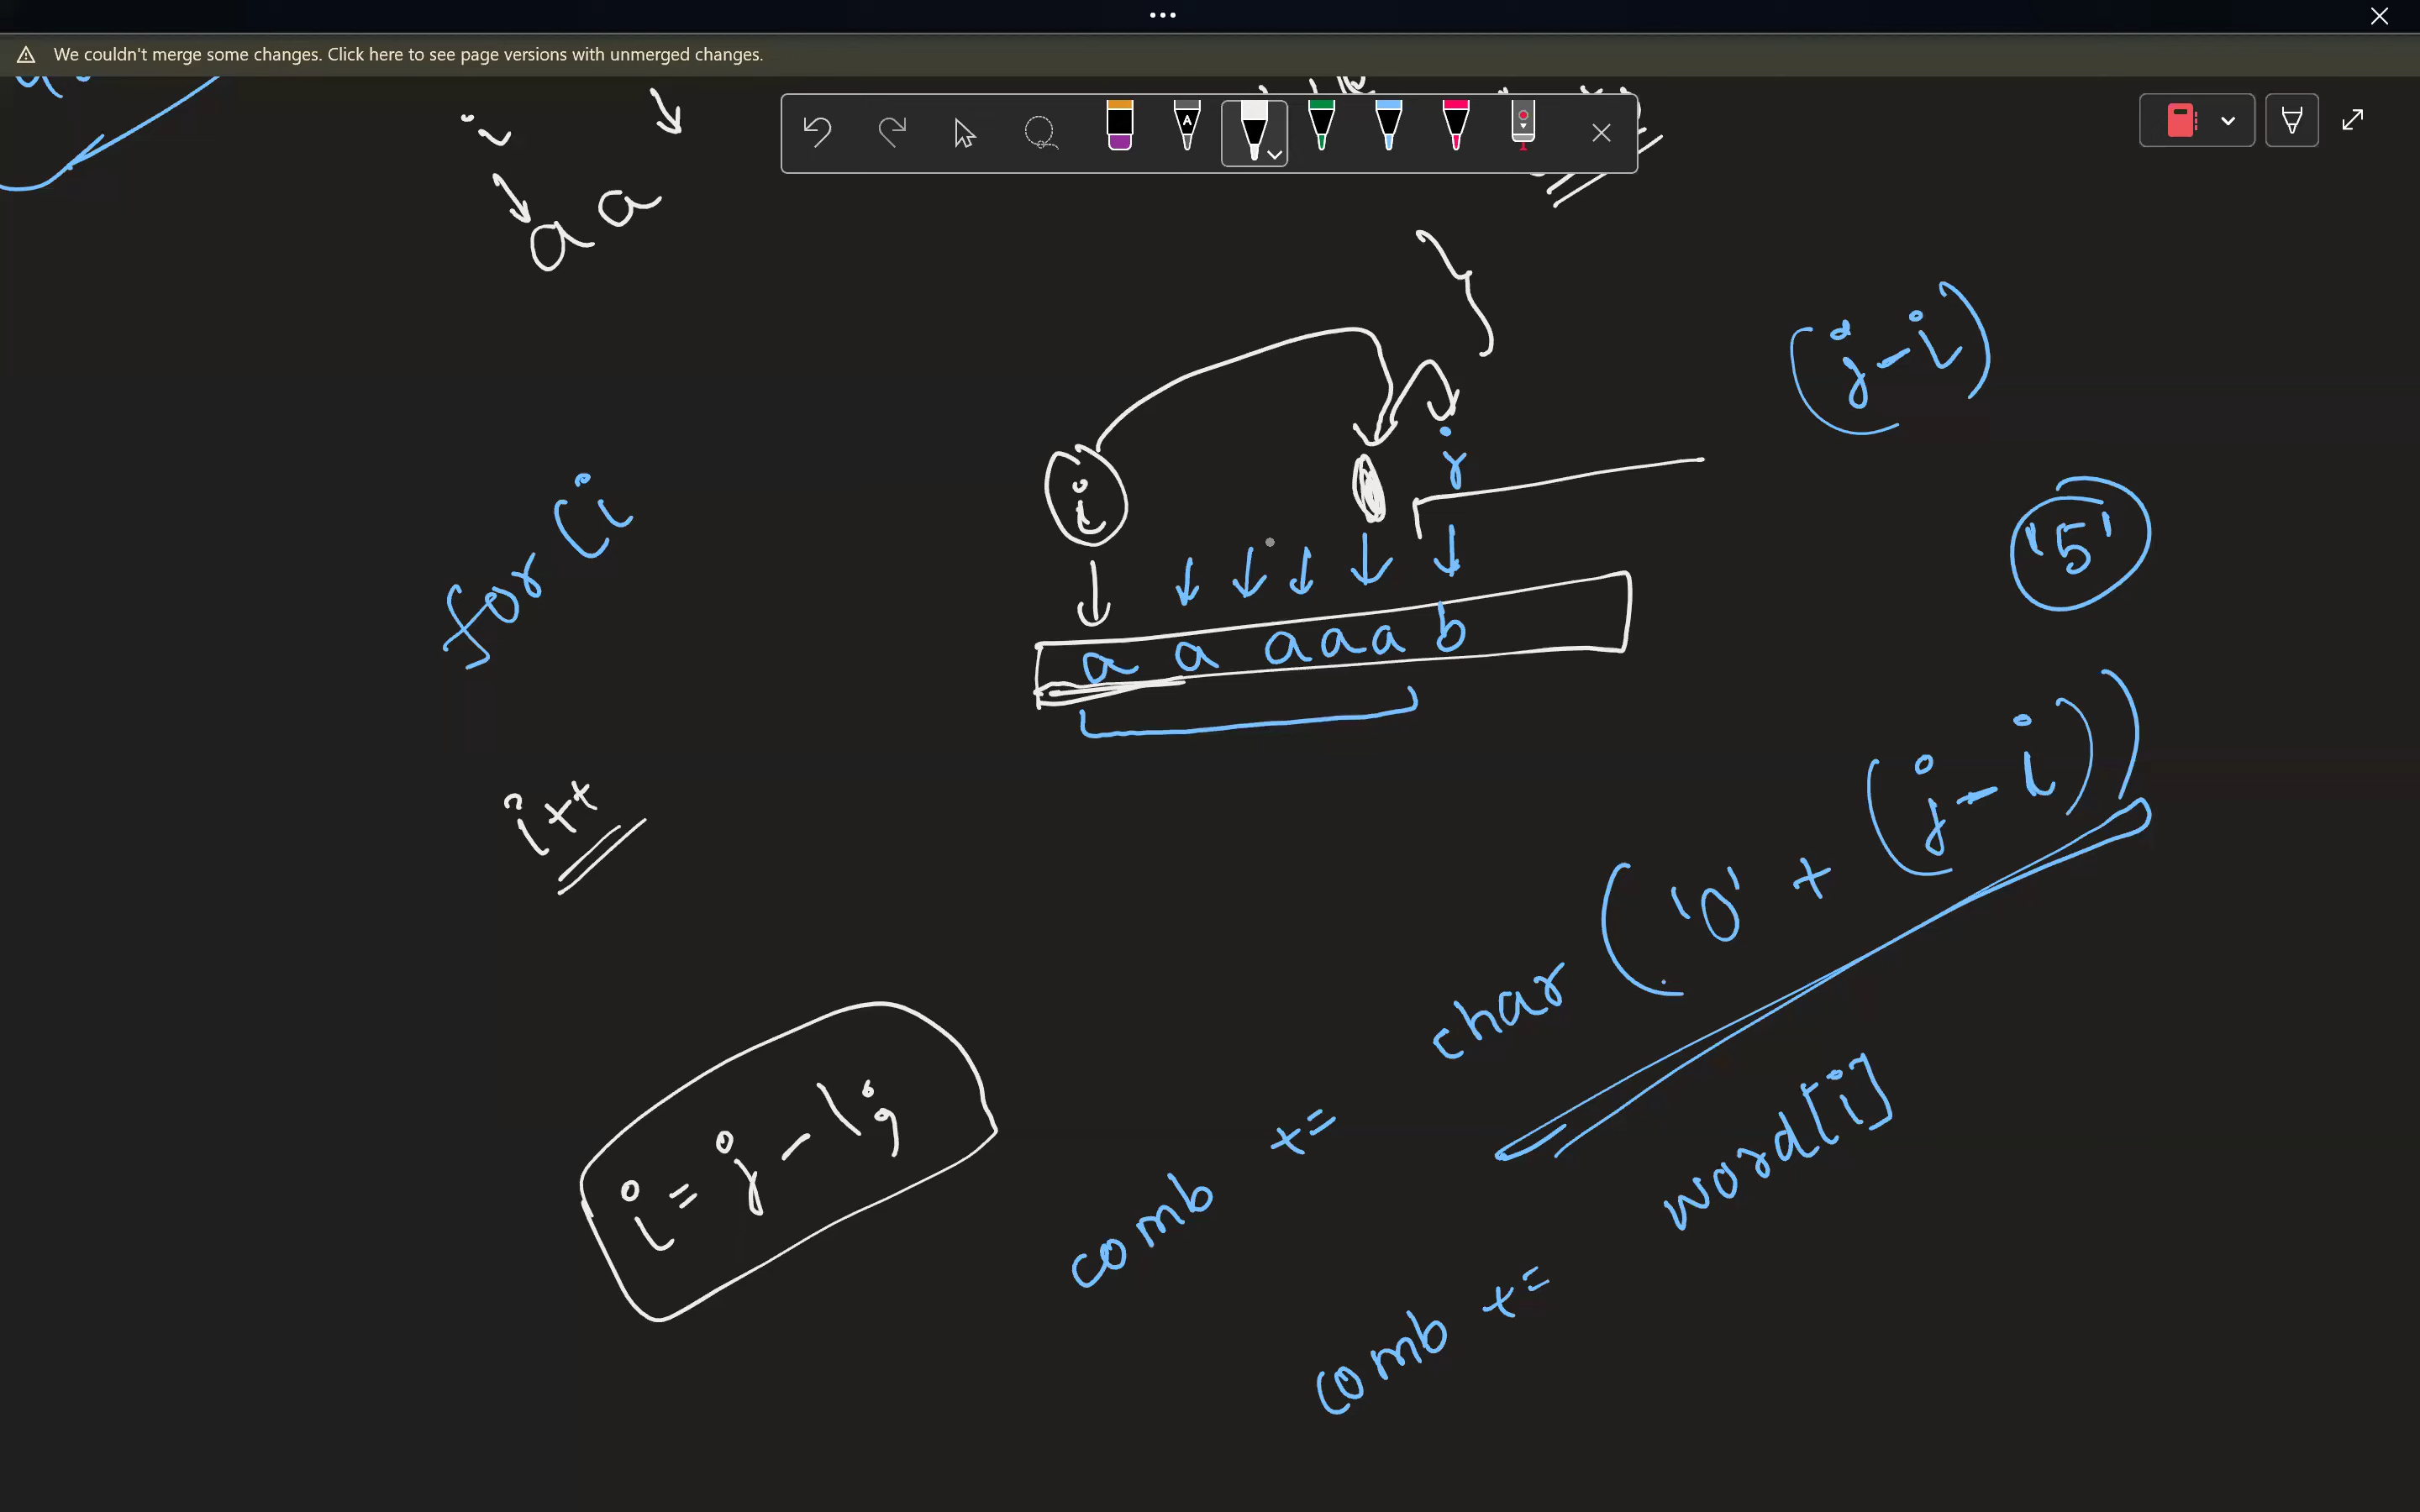 We couldn't merge some changes. Click here to see page versions with unmerged changes.
i
a a
(j-i)
i
j
for (i
'5'
a a a a a b
i++
char ('0' + (j-i))
comb +=
i = j - 1;
word[i]
comb +=